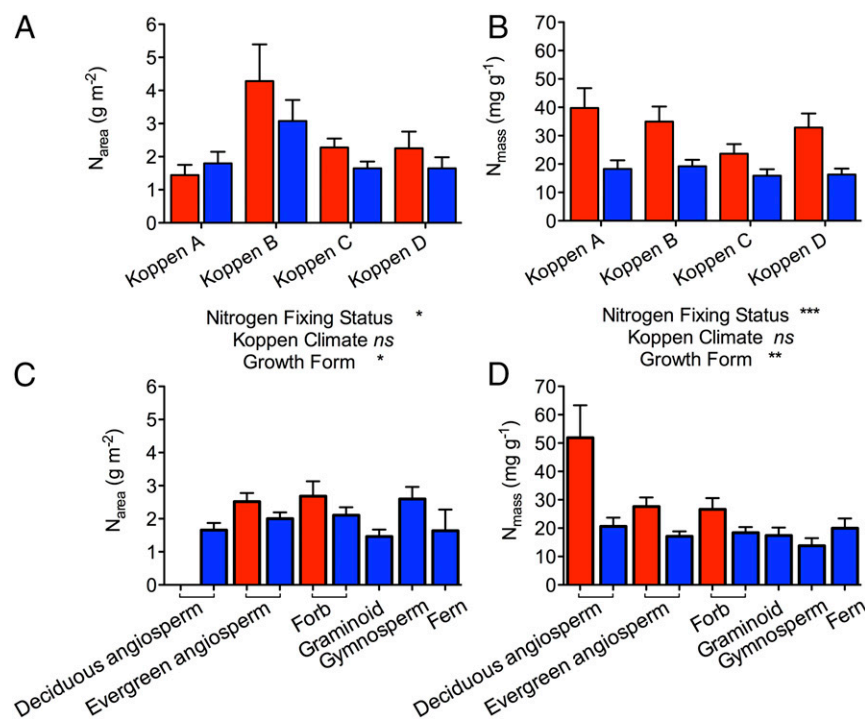 A
N_area (g m⁻²)
6
5
4
3
2
1
0
Koppen A
Koppen B
Koppen C
Koppen D
B
N_mass (mg g⁻¹)
70
60
50
40
30
20
10
0
Koppen A
Koppen B
Koppen C
Koppen D
Nitrogen Fixing Status *
Koppen Climate ns
Growth Form *
Nitrogen Fixing Status ***
Koppen Climate ns
Growth Form **
C
N_area (g m⁻²)
6
5
4
3
2
1
0
Deciduous angiosperm
Evergreen angiosperm
Forb
Graminoid
Gymnosperm
Fern
D
N_mass (mg g⁻¹)
70
60
50
40
30
20
10
0
Deciduous angiosperm
Evergreen angiosperm
Forb
Graminoid
Gymnosperm
Fern